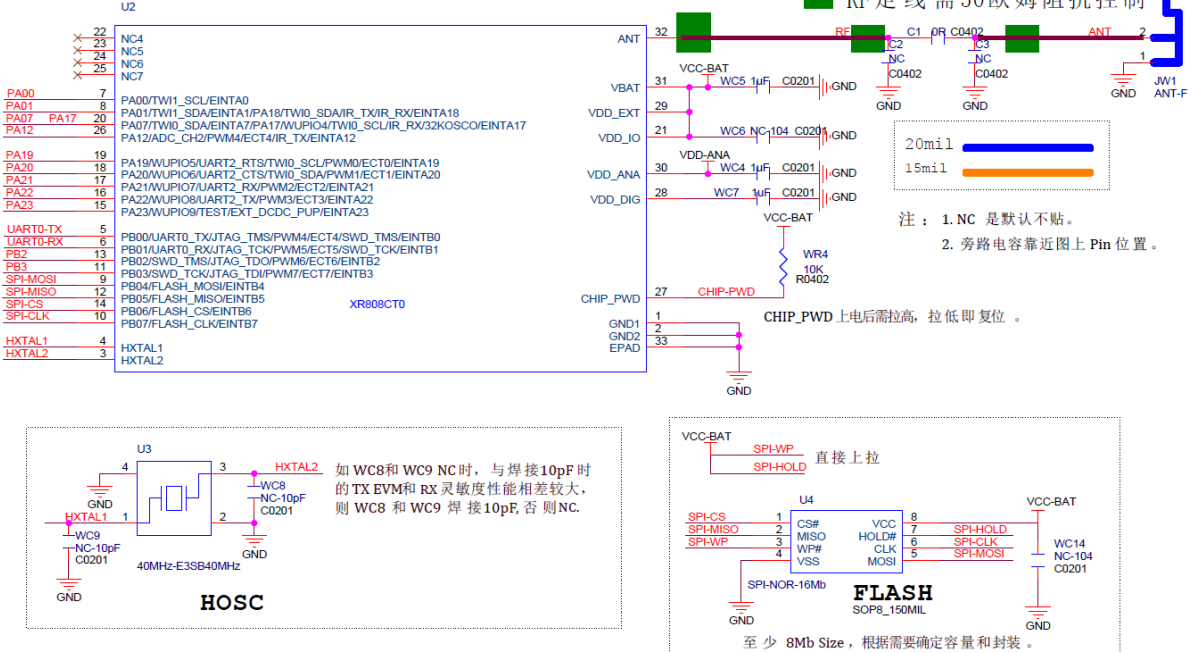 U2
RF走线需50欧姆阻抗控制
22 NC4
23 NC5
24 NC6
25 NC7
PA00 7 PA00/TWI1_SCL/EINTA0
PA01 8 PA01/TWI1_SDA/EINTA1/PA18/TWI0_SDA/IR_TX/IR_RX/EINTA18
PA07 PA17 20 PA07/TWI0_SDA/EINTA7/PA17/WUPIO4/TWI0_SCL/IR_RX/32KOSCO/EINTA17
PA12 26 PA12/ADC_CH2/PWM4/ECT4/IR_TX/EINTA12
PA19 19 PA19/WUPIO5/UART2_RTS/TWI0_SCL/PWM0/ECT0/EINTA19
PA20 18 PA20/WUPIO6/UART2_CTS/TWI0_SDA/PWM1/ECT1/EINTA20
PA21 17 PA21/WUPIO7/UART2_RX/PWM2/ECT2/EINTA21
PA22 16 PA22/WUPIO8/UART2_TX/PWM3/ECT3/EINTA22
PA23 15 PA23/WUPIO9/TEST/EXT_DCDC_PUP/EINTA23
UART0-TX 5 PB00/UART0_TX/JTAG_TMS/PWM4/ECT4/SWD_TMS/EINTB0
UART0-RX 6 PB01/UART0_RX/JTAG_TCK/PWM5/ECT5/SWD_TCK/EINTB1
PB2 13 PB02/SWD_TMS/JTAG_TDO/PWM6/ECT6/EINTB2
PB3 11 PB03/SWD_TCK/JTAG_TDI/PWM7/ECT7/EINTB3
SPI-MOSI 9 PB04/FLASH_MOSI/EINTB4
SPI-MISO 12 PB05/FLASH_MISO/EINTB5
SPI-CS 14 PB06/FLASH_CS/EINTB6
SPI-CLK 10 PB07/FLASH_CLK/EINTB7
HXTAL1 4 HXTAL1
HXTAL2 3 HXTAL2
XR808CT0
ANT 32 RF C1 0R C0402 ANT 2
C2
NC
C0402
GND
C3
NC
C0402
GND
1
GND
JW1
ANT-F
VCC-BAT
VBAT 31 WC5 1uF C0201 GND
VDD_EXT 29
VDD_IO 21 WC6 NC-104 C0201 GND
VDD-ANA
VDD_ANA 30 WC4 1uF C0201 GND
VDD_DIG 28 WC7 1uF C0201 GND
VCC-BAT
WR4
10K
R0402
CHIP_PWD 27 CHIP-PWD
GND1 1
GND2 2
EPAD 33
GND
20mil
15mil
注：1. NC 是默认不贴。
2. 旁路电容靠近图上 Pin 位置。
CHIP_PWD 上电后需拉高，拉低即复位。
U3
4
3
HXTAL2
GND
HXTAL1
1
2
WC8
NC-10pF
C0201
WC9
NC-10pF
C0201
GND
GND
40MHz-E3SB40MHz
HOSC
如 WC8和 WC9 NC 时，与焊接10pF 时
的 TX EVM和 RX 灵敏度性能相差较大，
则 WC8 和 WC9 焊接10pF,否则NC.
VCC-BAT
SPI-WP
SPI-HOLD
直接上拉
U4
SPI-CS 1 CS# VCC 8
SPI-MISO 2 MISO HOLD# 7 SPI-HOLD
SPI-WP 3 WP# CLK 6 SPI-CLK
4 VSS MOSI 5 SPI-MOSI
VCC-BAT
WC14
NC-104
C0201
GND
GND
SPI-NOR-16Mb
FLASH
SOP8_150MIL
至少 8Mb Size，根据需要确定容量和封装。